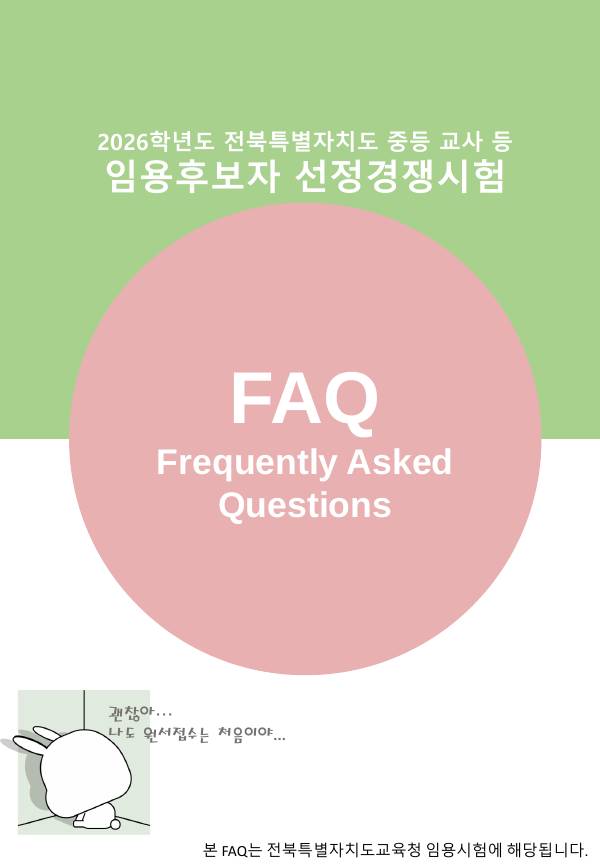 2026학년도 전북특별자치도 중등 교사 등
임용후보자 선정경쟁시험
FAQ
Frequently Asked
Questions
괜찮아...
나도 원서접수는 처음이야...
본 FAQ는 전북특별자치도교육청 임용시험에 해당됩니다.